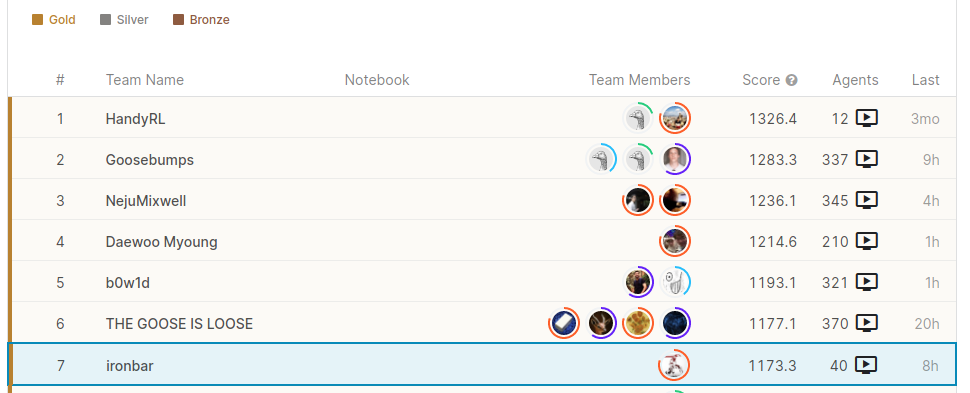 Gold Silver Bronze
# Team Name Notebook Team Members Score ? Agents Last
1 HandyRL 1326.4 12 3mo
2 Goosebumps 1283.3 337 9h
3 NejuMixwell 1236.1 345 4h
4 Daewoo Myoung 1214.6 210 1h
5 b0w1d 1193.1 321 1h
6 THE GOOSE IS LOOSE 1177.1 370 20h
7 ironbar 1173.3 40 8h